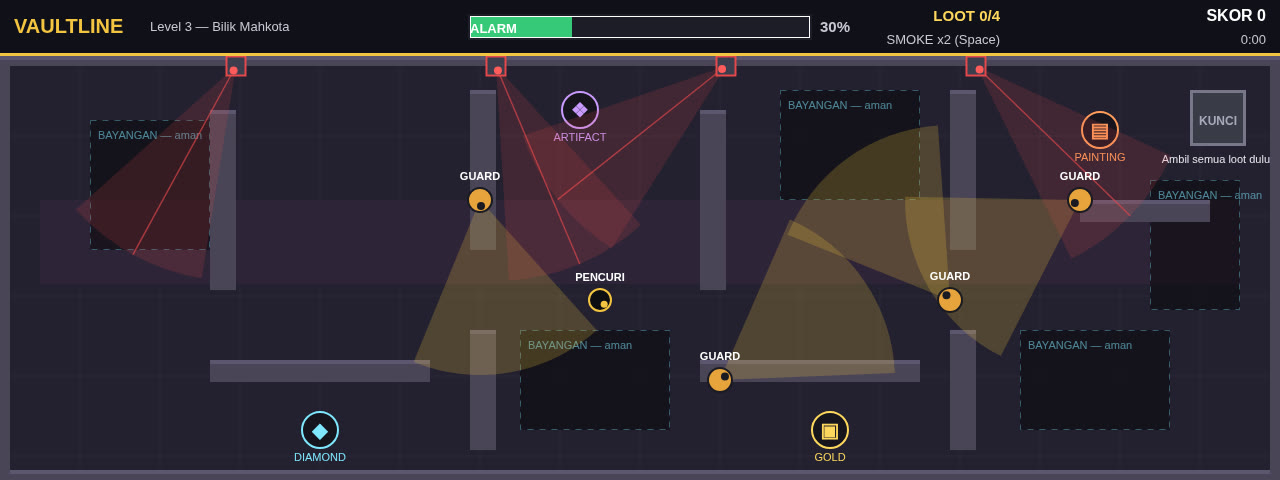 VAULTLINE
Level 3 — Bilik Mahkota
ALARM
30%
LOOT 0/4
SMOKE x2 (Space)
SKOR 0
0:00
BAYANGAN — aman
ARTIFACT
BAYANGAN — aman
PAINTING
KUNCI
Ambil semua loot dulu
GUARD
GUARD
BAYANGAN — aman
PENCURI
GUARD
BAYANGAN — aman
GUARD
BAYANGAN — aman
DIAMOND
GOLD